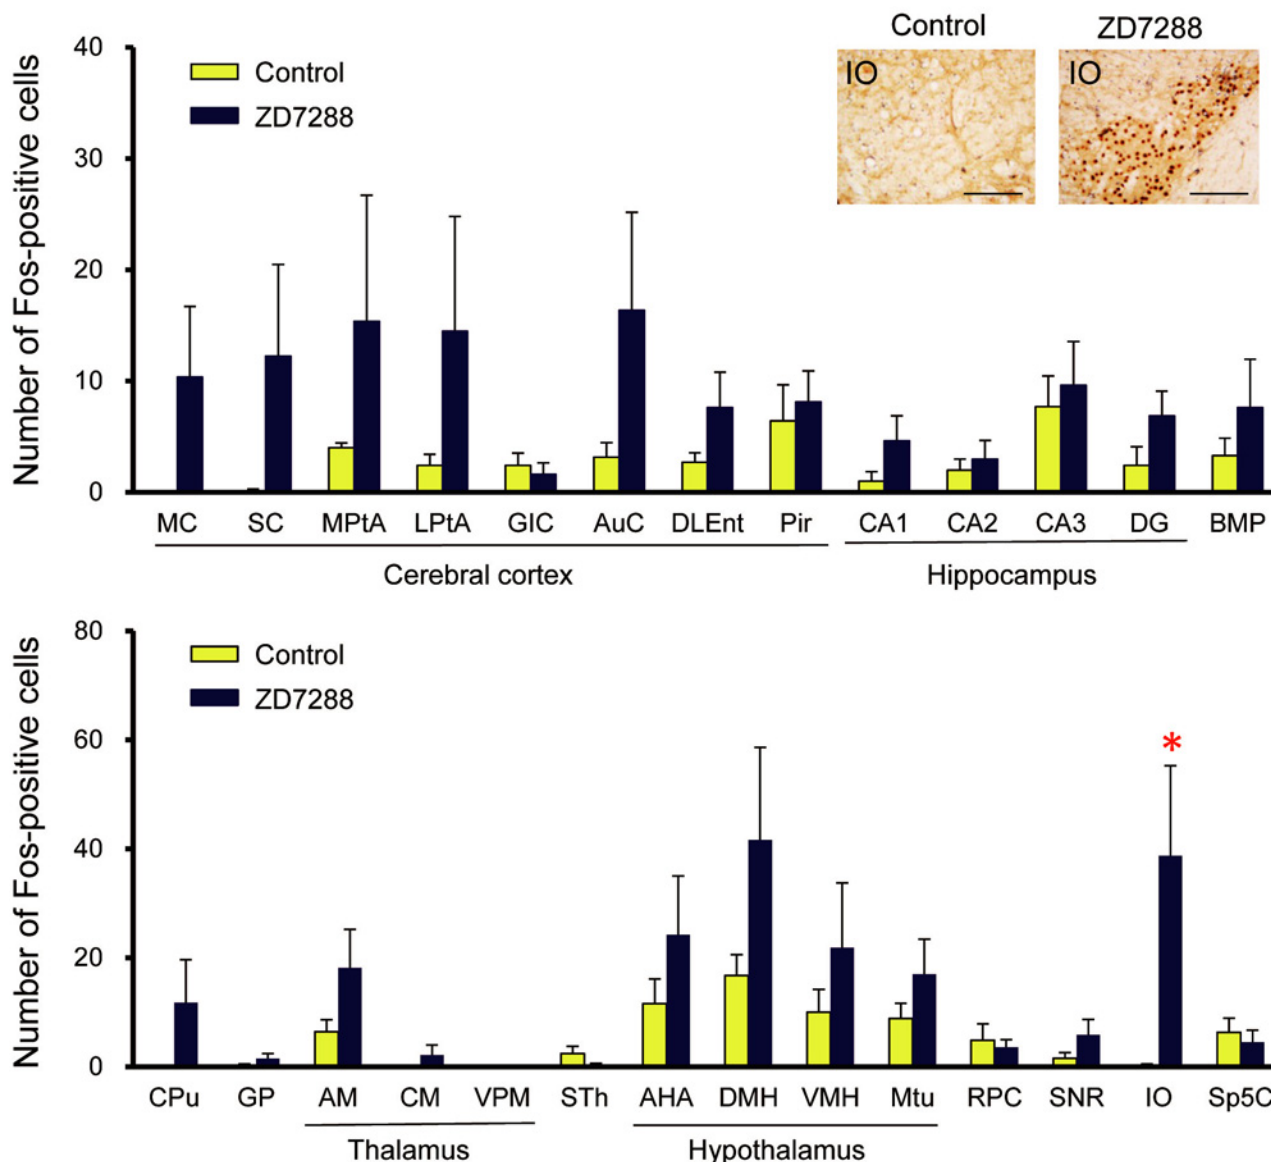 Control ZD7288
IO IO
Number of Fos-positive cells
40
30
20
10
0
Control
ZD7288
MC SC MPtA LPtA GIC AuC DLEnt Pir CA1 CA2 CA3 DG BMP
Cerebral cortex Hippocampus
Number of Fos-positive cells
80
60
40
20
0
Control
ZD7288
*
CPu GP AM CM VPM STh AHA DMH VMH Mtu RPC SNR IO Sp5C
Thalamus Hypothalamus